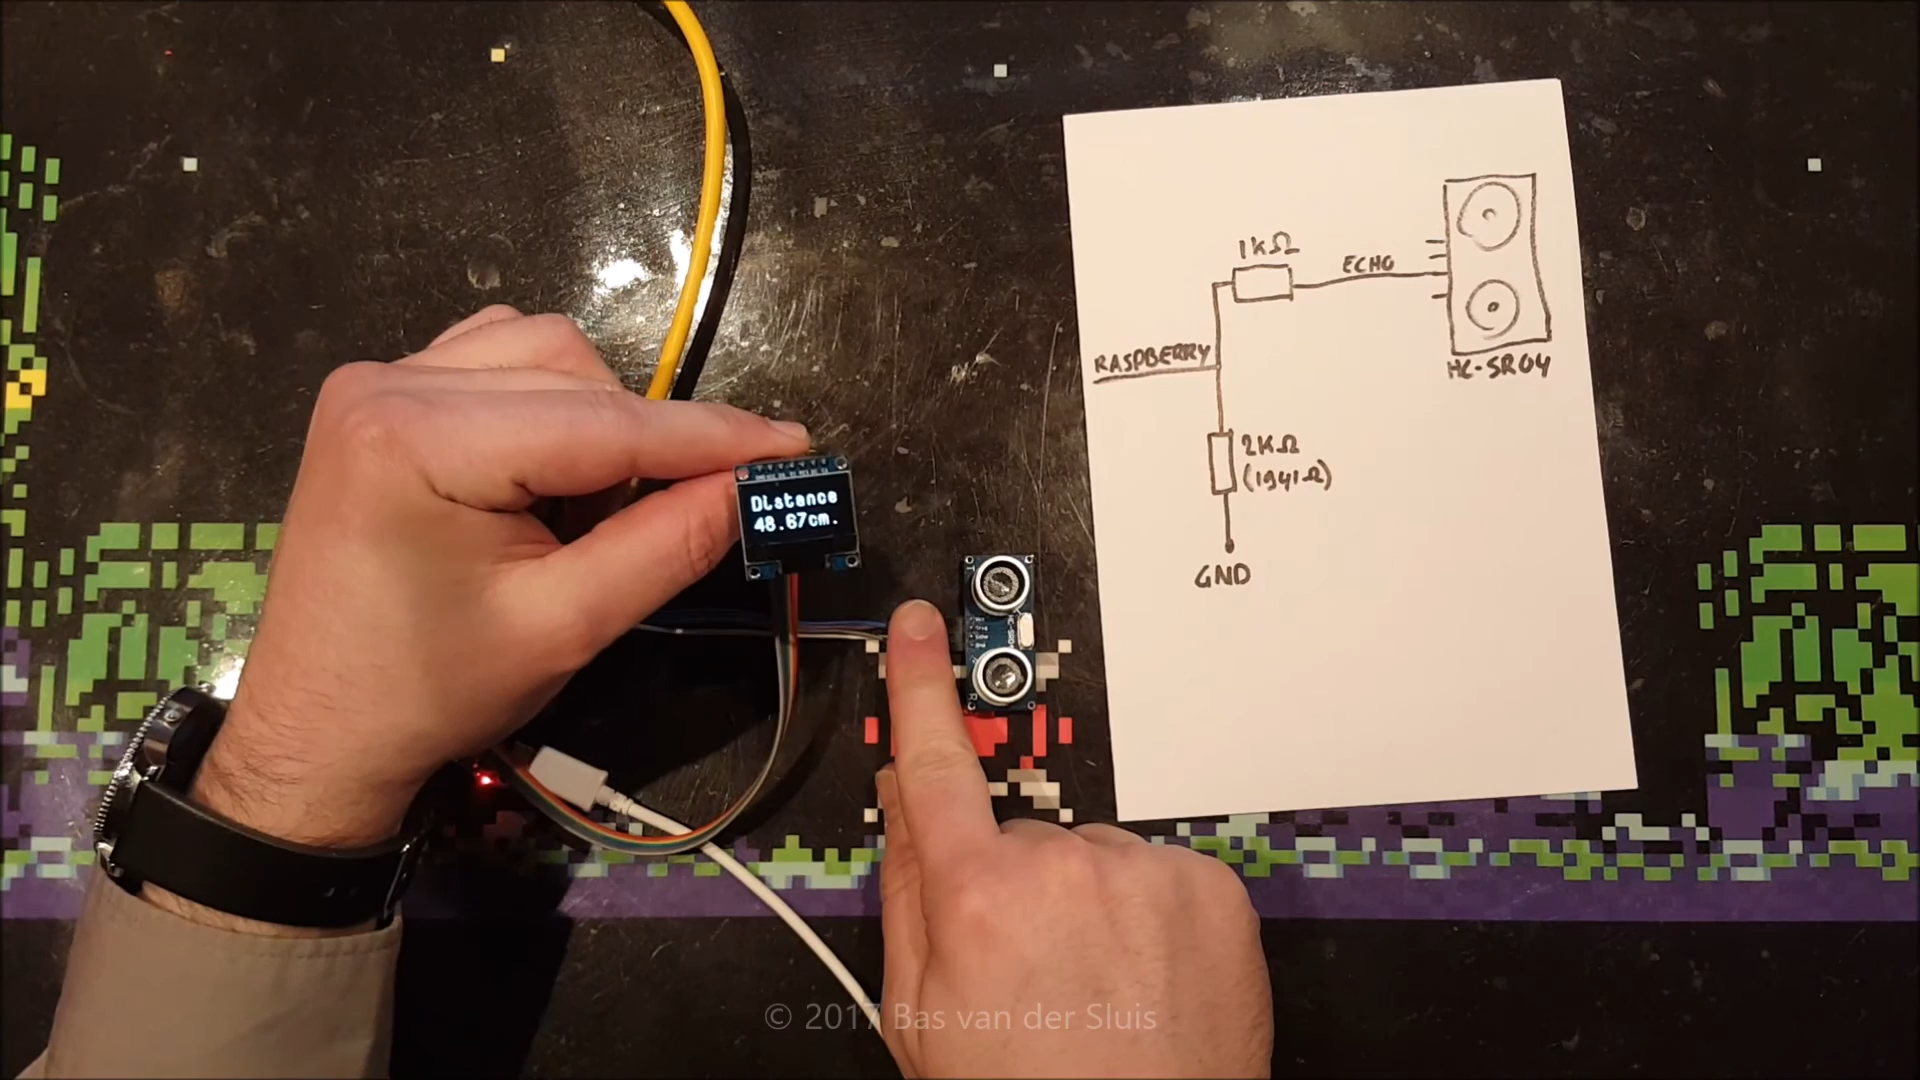 Distance
48.67cm.
1KΩ
ECHO
RASPBERRY
HC-SR04
2KΩ
(1941Ω)
GND
© 2017 Bas van der Sluis